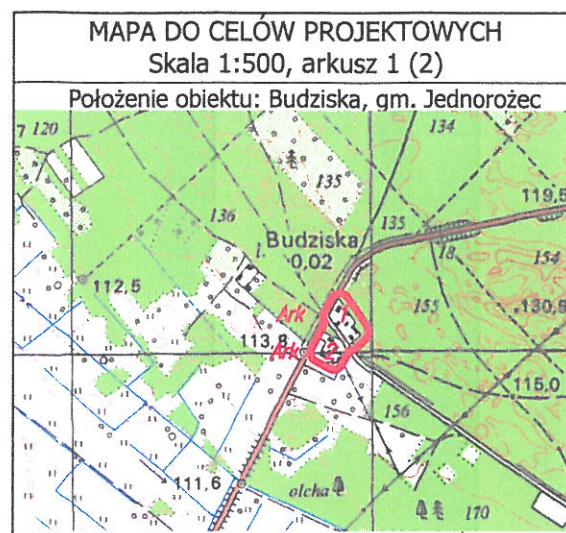 MAPA DO CELÓW PROJEKTOWYCH
Skala 1:500, arkusz 1 (2)
Położenie obiektu: Budziska, gm. Jednorożec
7 120
134
135
119,5
136
135
Budziska
0,02
l.
18
154
112,5
155
130,9
Ark 1
113,8
Ark 2
115,0
156
111,6
olcha
170